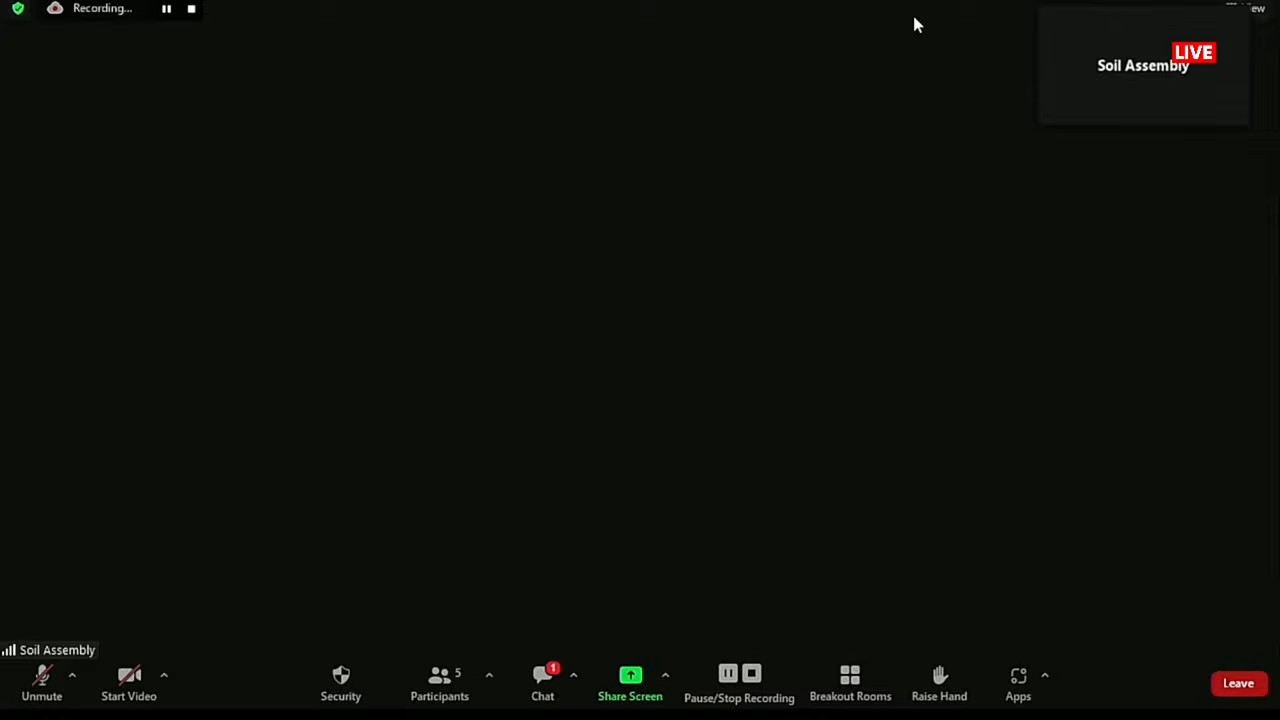 Recording...
LIVE
Soil Assembly
Soil Assembly
Unmute
Start Video
Security
Participants 5
Chat 1
Share Screen
Pause/Stop Recording
Breakout Rooms
Raise Hand
Apps
Leave